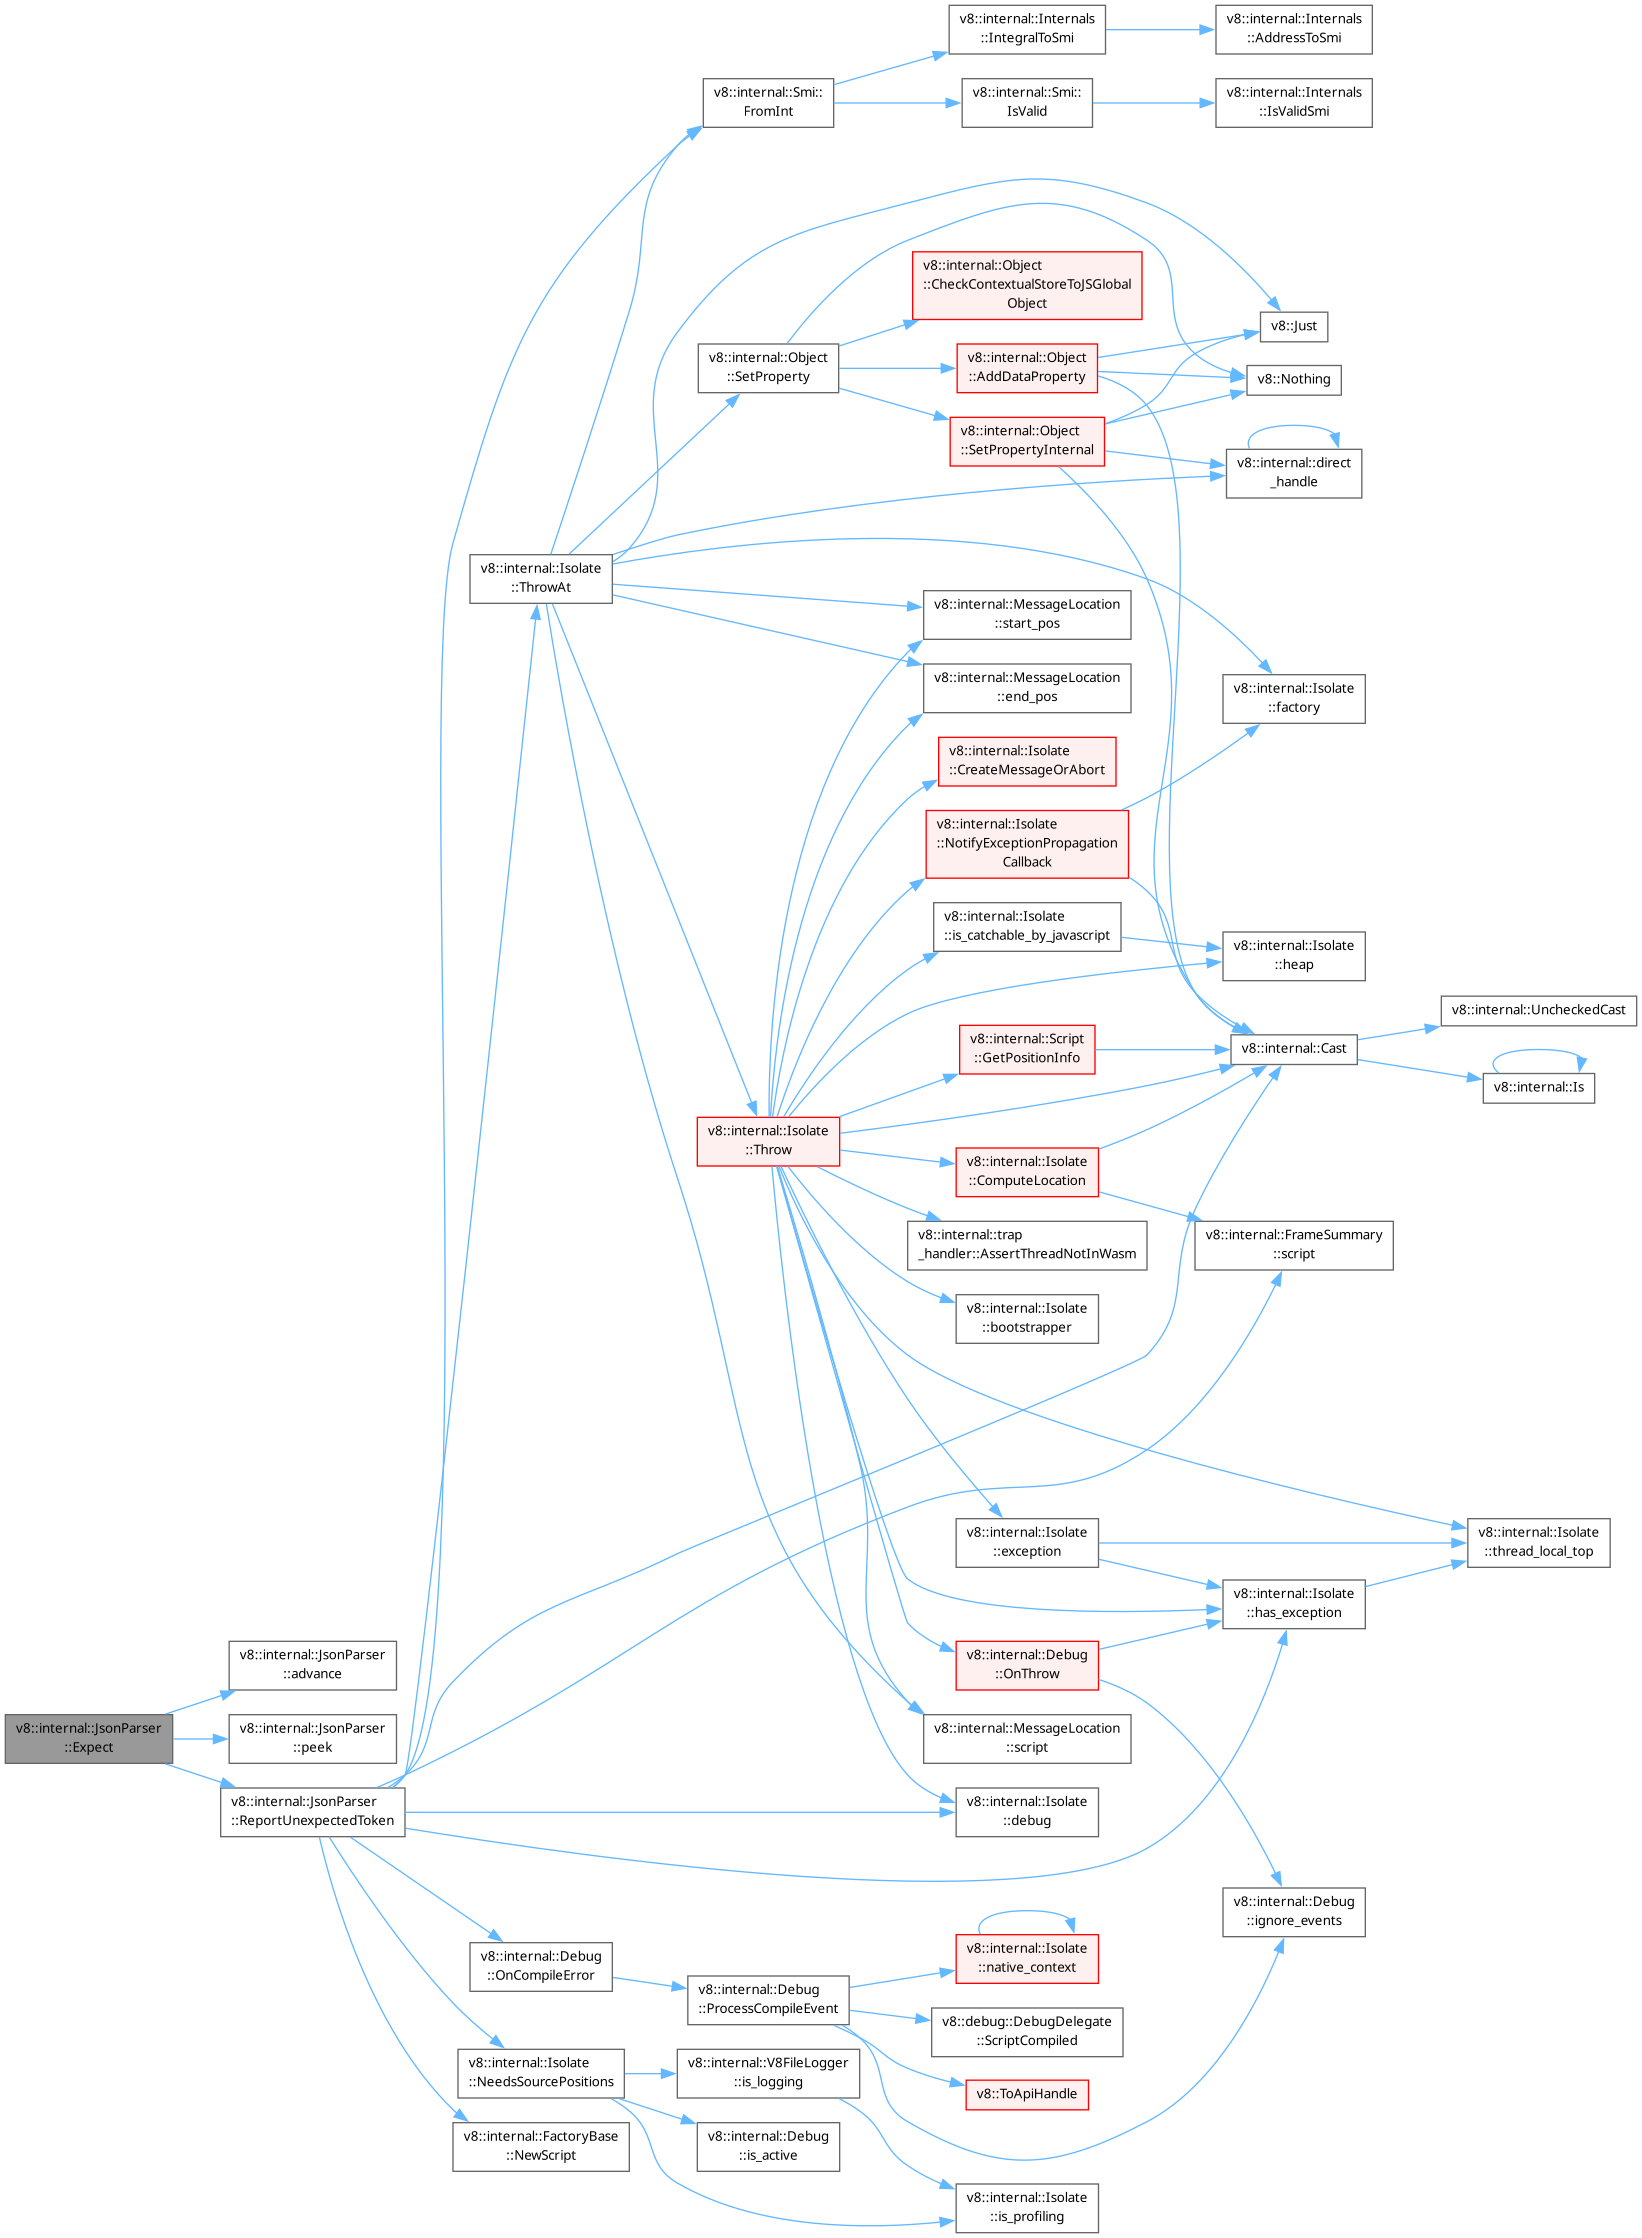 v8::internal::Internals
::IntegralToSmi
v8::internal::Internals
::AddressToSmi
v8::internal::Smi::
FromInt
v8::internal::Smi::
IsValid
v8::internal::Internals
::IsValidSmi
v8::internal::Object
::CheckContextualStoreToJSGlobal
Object
v8::Just
v8::internal::Object
::SetProperty
v8::internal::Object
::AddDataProperty
v8::Nothing
v8::internal::Object
::SetPropertyInternal
v8::internal::direct
_handle
v8::internal::Isolate
::ThrowAt
v8::internal::MessageLocation
::start_pos
v8::internal::MessageLocation
::end_pos
v8::internal::Isolate
::factory
v8::internal::Isolate
::CreateMessageOrAbort
v8::internal::Isolate
::NotifyExceptionPropagation
Callback
v8::internal::Isolate
::is_catchable_by_javascript
v8::internal::Isolate
::heap
v8::internal::UncheckedCast
v8::internal::Script
::GetPositionInfo
v8::internal::Cast
v8::internal::Is
v8::internal::Isolate
::Throw
v8::internal::Isolate
::ComputeLocation
v8::internal::trap
_handler::AssertThreadNotInWasm
v8::internal::FrameSummary
::script
v8::internal::Isolate
::bootstrapper
v8::internal::Isolate
::exception
v8::internal::Isolate
::thread_local_top
v8::internal::Isolate
::has_exception
v8::internal::JsonParser
::advance
v8::internal::Debug
::OnThrow
v8::internal::JsonParser
::Expect
v8::internal::JsonParser
::peek
v8::internal::MessageLocation
::script
v8::internal::JsonParser
::ReportUnexpectedToken
v8::internal::Isolate
::debug
v8::internal::Debug
::ignore_events
v8::internal::Debug
::OnCompileError
v8::internal::Isolate
::native_context
v8::internal::Debug
::ProcessCompileEvent
v8::debug::DebugDelegate
::ScriptCompiled
v8::internal::Isolate
::NeedsSourcePositions
v8::internal::V8FileLogger
::is_logging
v8::ToApiHandle
v8::internal::FactoryBase
::NewScript
v8::internal::Debug
::is_active
v8::internal::Isolate
::is_profiling